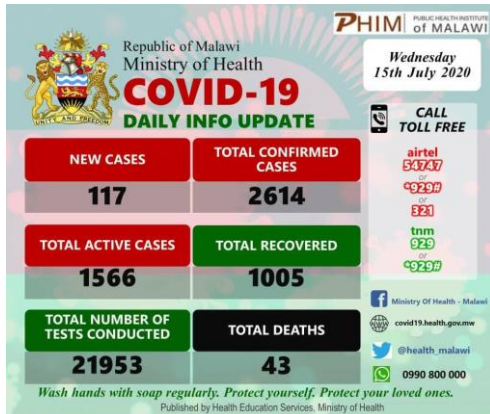 PHIM PUBLIC HEALTH INSTITUTE
of MALAWI
Republic of Malawi
Ministry of Health
COVID-19
DAILY INFO UPDATE
UNITY AND FREEDOM
Wednesday
15th July 2020
NEW CASES
117
TOTAL CONFIRMED
CASES
2614
TOTAL ACTIVE CASES
1566
TOTAL RECOVERED
1005
TOTAL NUMBER OF
TESTS CONDUCTED
21953
TOTAL DEATHS
43
CALL
TOLL FREE
airtel
54747
or
*929#
or
321
tnm
929
or
*929#
f Ministry Of Health - Malawi
WWW covid19.health.gov.mw
@health_malawi
0990 800 000
Wash hands with soap regularly. Protect yourself. Protect your loved ones.
Published by Health Education Services, Ministry of Health